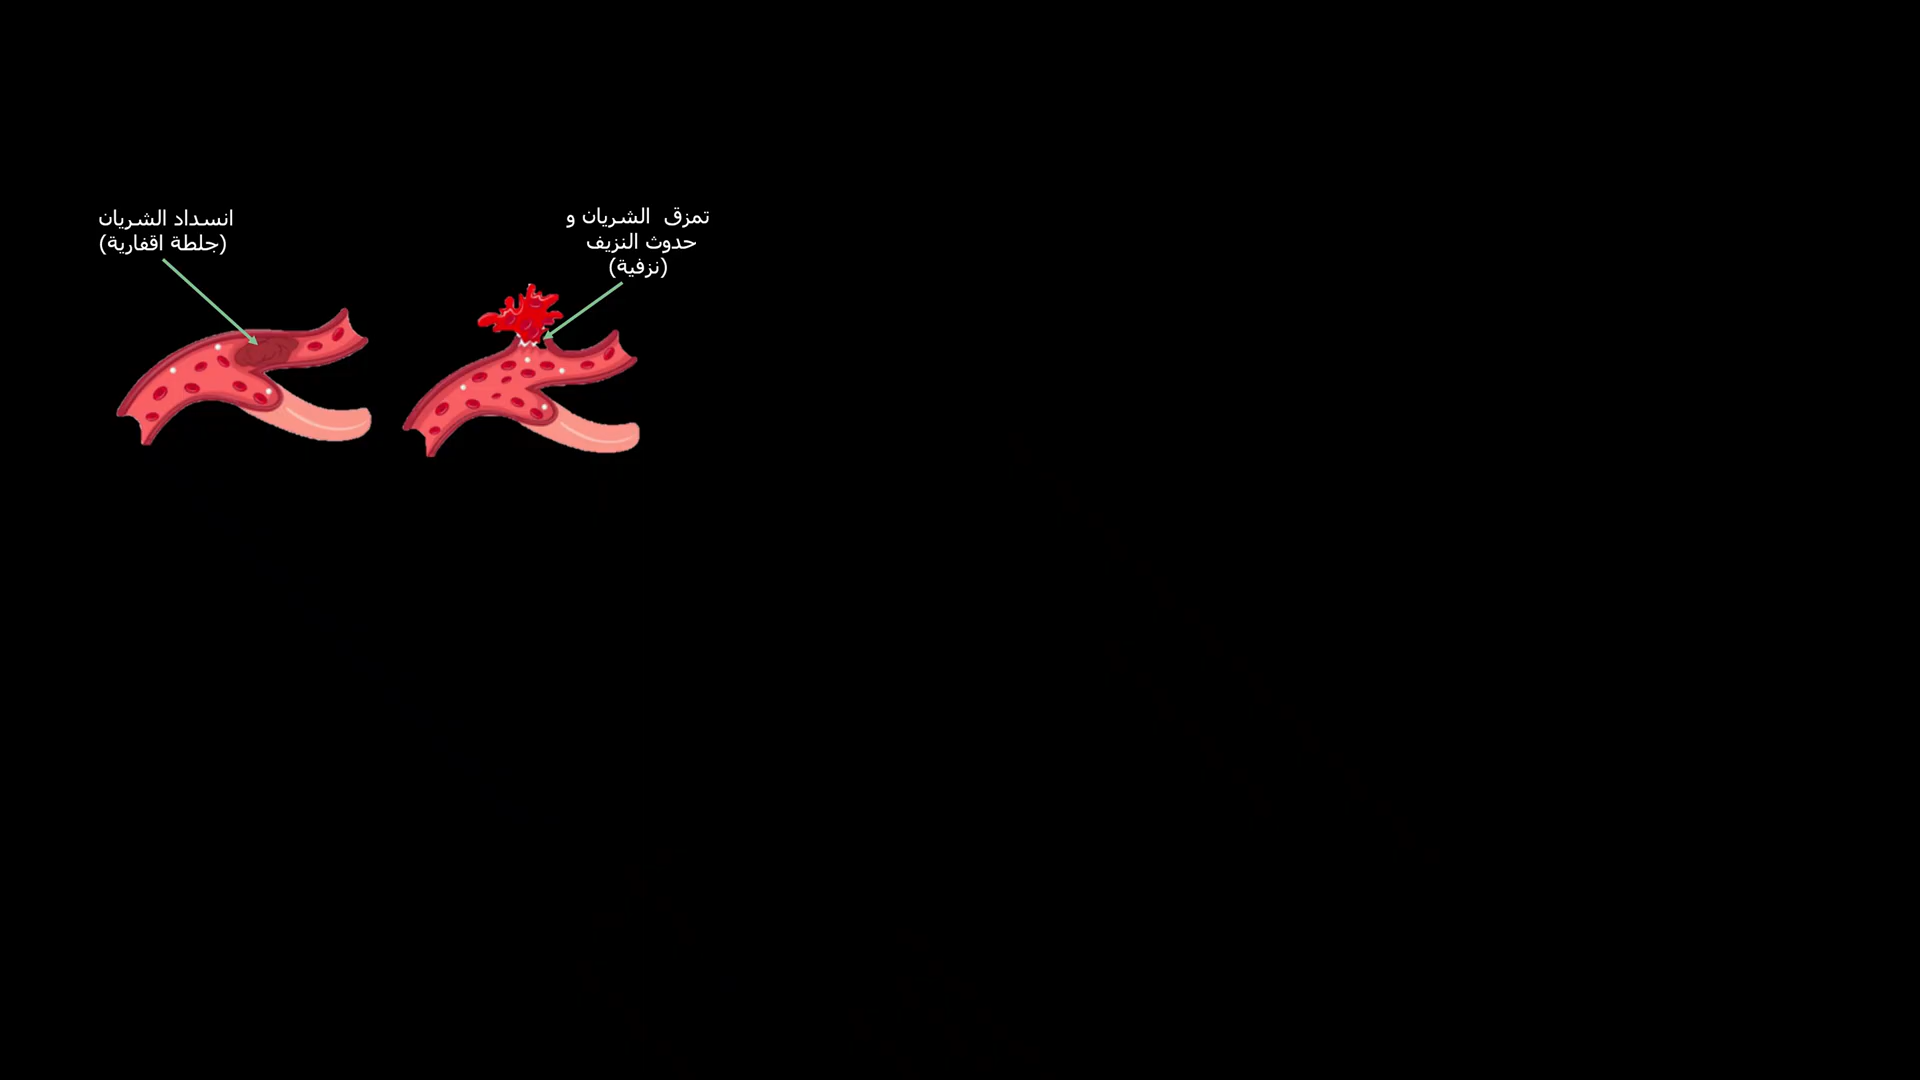 انسداد الشريان
(جلطة اقفارية)
تمزق الشريان و
حدوث النزيف
(نزفية)